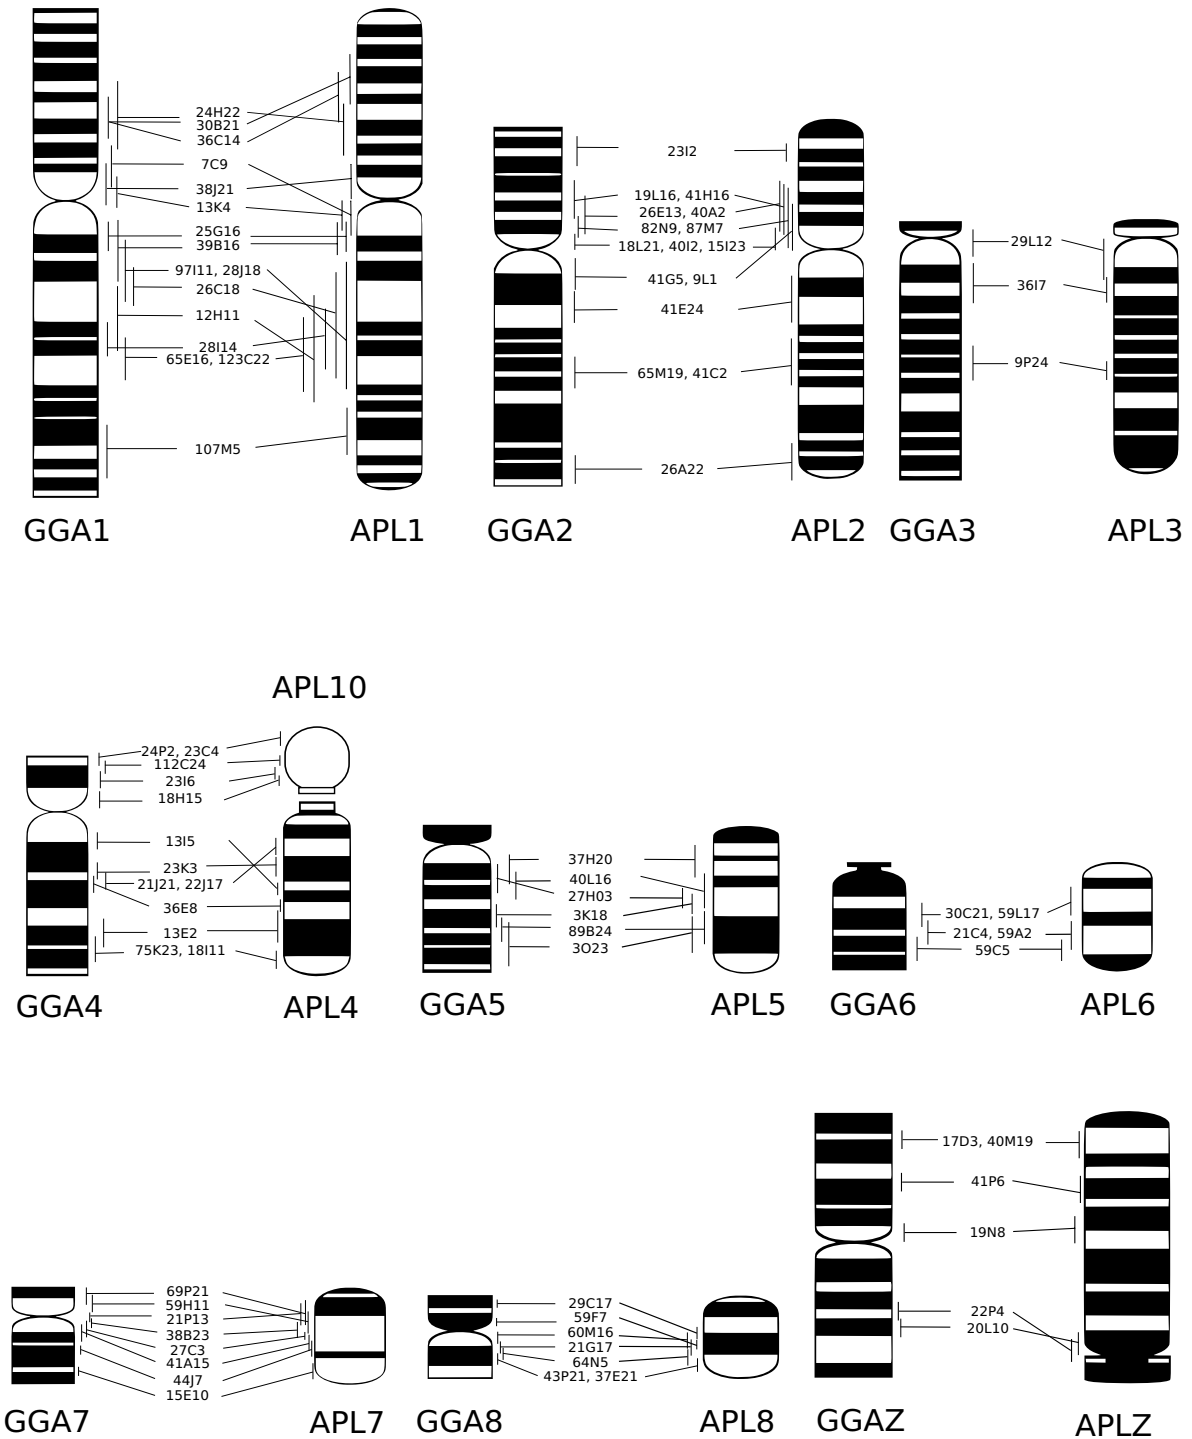 24H22
30B21
36C14
7C9
38J21
13K4
25G16
39B16
97I11, 28J18
26C18
12H11
28I14
65E16, 123C22
107M5
GGA1
APL1
23I2
19L16, 41H16
26E13, 40A2
82N9, 87M7
18L21, 40I2, 15I23
41G5, 9L1
41E24
65M19, 41C2
26A22
GGA2
APL2
29L12
36I7
9P24
GGA3
APL3
APL10
24P2, 23C4
112C24
23I6
18H15
13I5
23K3
21J21, 22J17
36E8
13E2
75K23, 18I11
GGA4
APL4
37H20
40L16
27H03
3K18
89B24
3O23
GGA5
APL5
30C21, 59L17
21C4, 59A2
59C5
GGA6
APL6
69P21
59H11
21P13
38B23
27C3
41A15
44J7
15E10
GGA7
APL7
29C17
59F7
60M16
21G17
64N5
43P21, 37E21
GGA8
APL8
17D3, 40M19
41P6
19N8
22P4
20L10
GGAZ
APLZ